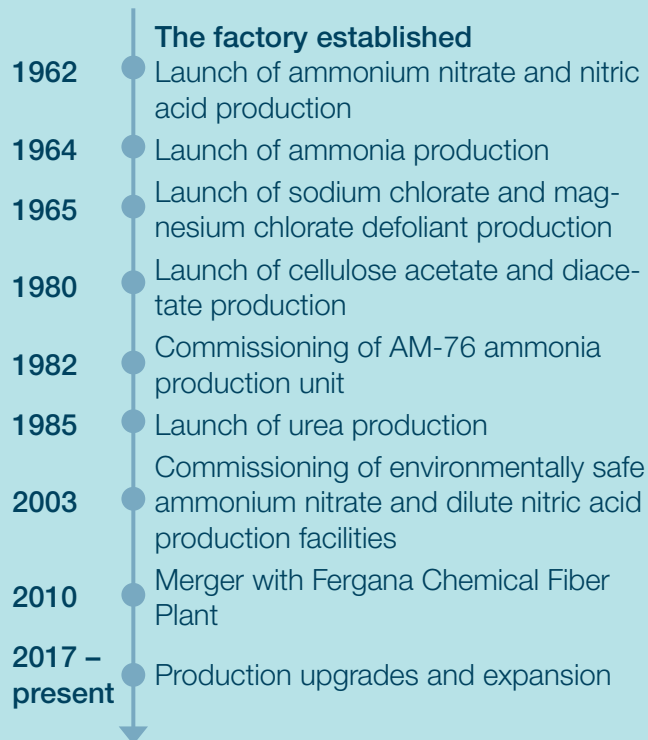 The factory established
1962
Launch of ammonium nitrate and nitric
acid production
1964
Launch of ammonia production
1965
Launch of sodium chlorate and mag-
nesium chlorate defoliant production
1980
Launch of cellulose acetate and diace-
tate production
1982
Commissioning of AM-76 ammonia
production unit
1985
Launch of urea production
2003
Commissioning of environmentally safe
ammonium nitrate and dilute nitric acid
production facilities
2010
Merger with Fergana Chemical Fiber
Plant
2017 –
present
Production upgrades and expansion